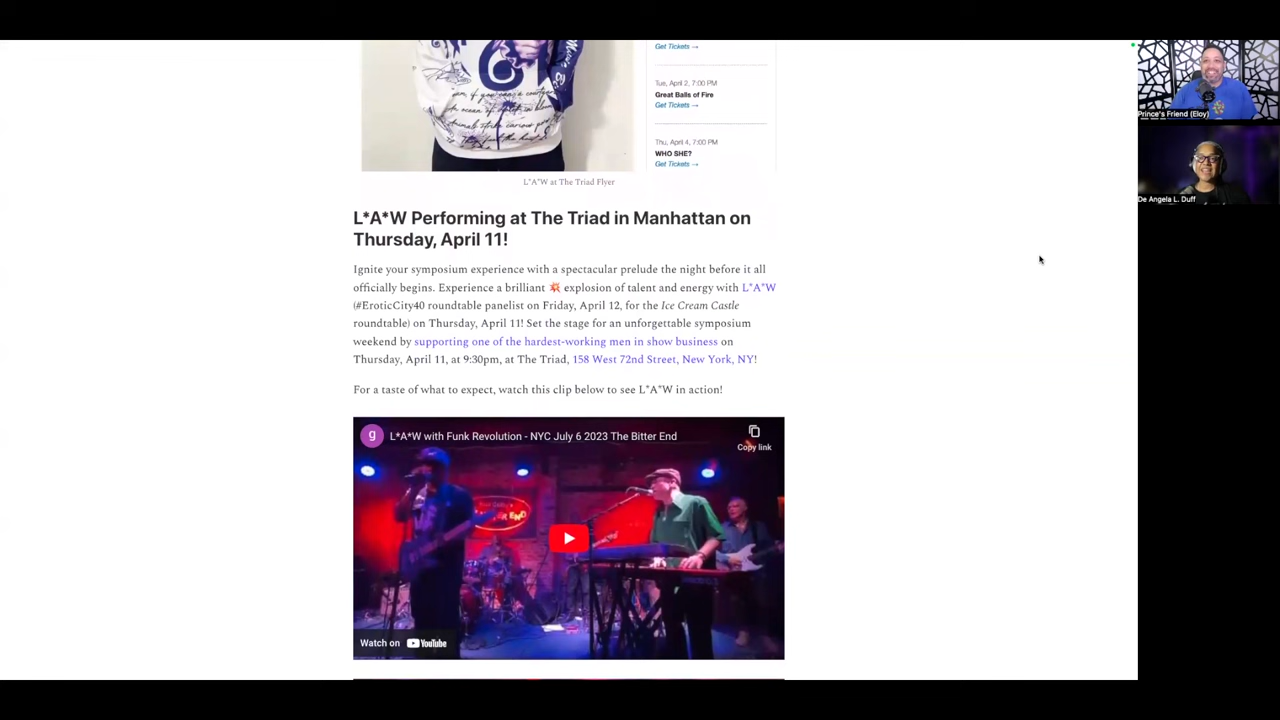 Get Tickets →
Tue, April 2, 7:00 PM
Great Balls of Fire
Get Tickets →
Thu, April 4, 7:00 PM
WHO SHE?
Get Tickets →
L*A*W at The Triad Flyer
L*A*W Performing at The Triad in Manhattan on
Thursday, April 11!
Ignite your symposium experience with a spectacular prelude the night before it all
officially begins. Experience a brilliant 💥 explosion of talent and energy with L*A*W
(#EroticCity40 roundtable panelist on Friday, April 12, for the Ice Cream Castle
roundtable) on Thursday, April 11! Set the stage for an unforgettable symposium
weekend by supporting one of the hardest-working men in show business on
Thursday, April 11, at 9:30pm, at The Triad, 158 West 72nd Street, New York, NY!
For a taste of what to expect, watch this clip below to see L*A*W in action!
g
L*A*W with Funk Revolution - NYC July 6 2023 The Bitter End
Copy link
Watch on YouTube
Prince's Friend (Eloy)
De Angela L. Duff